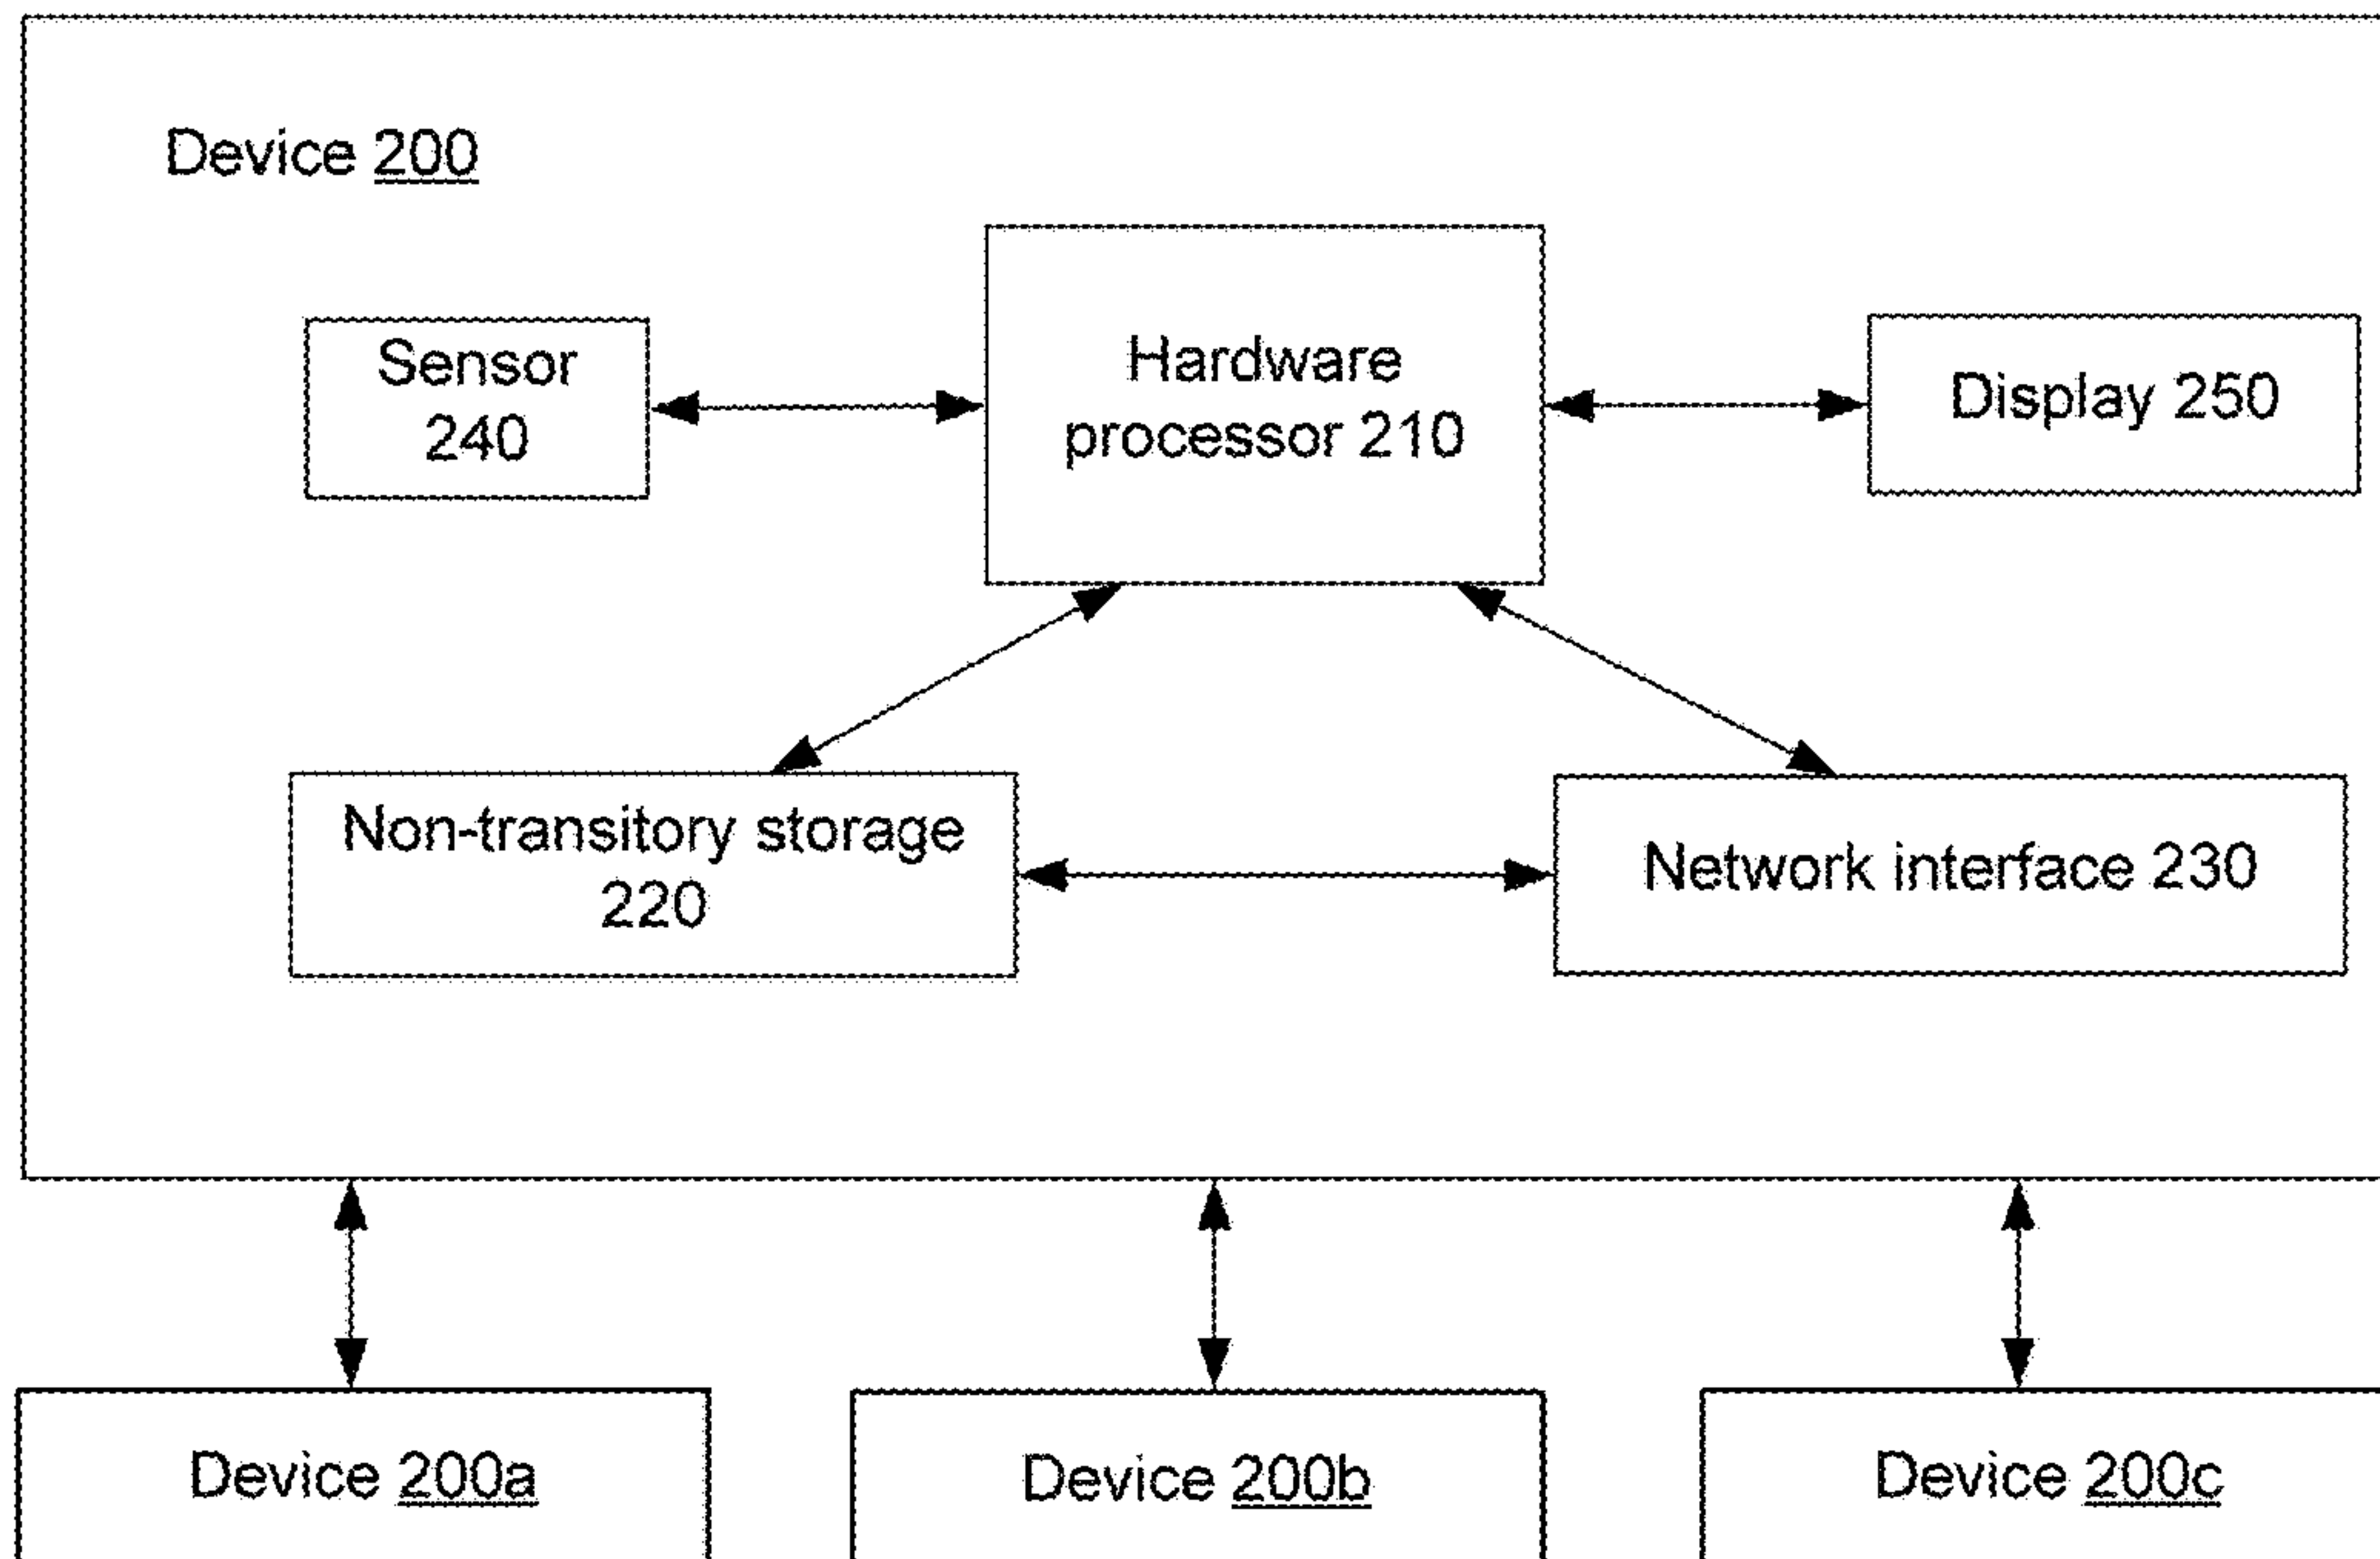 Device 200
Sensor
240
Hardware
processor 210
Display 250
Non-transitory storage
220
Network interface 230
Device 200a
Device 200b
Device 200c